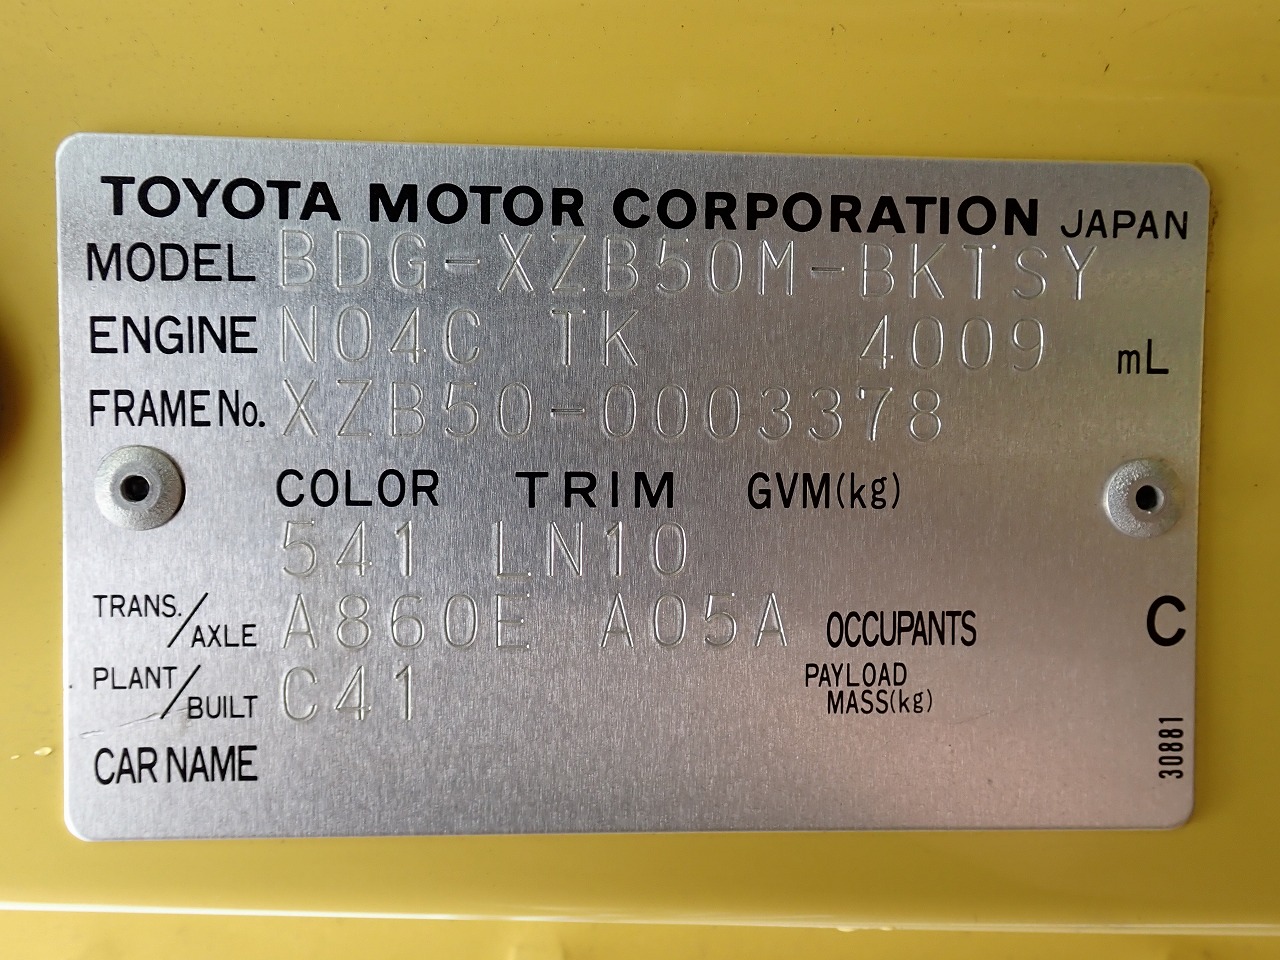 TOYOTA MOTOR CORPORATION JAPAN
MODEL BDG-XZB50M-BKTSY
ENGINE N04C TK 4009 mL
FRAME No. XZB50-0003378
COLOR TRIM GVM(kg)
541 LN10
TRANS./AXLE A860E A05A OCCUPANTS C
PLANT/BUILT C41 PAYLOAD MASS(kg)
CAR NAME
30881